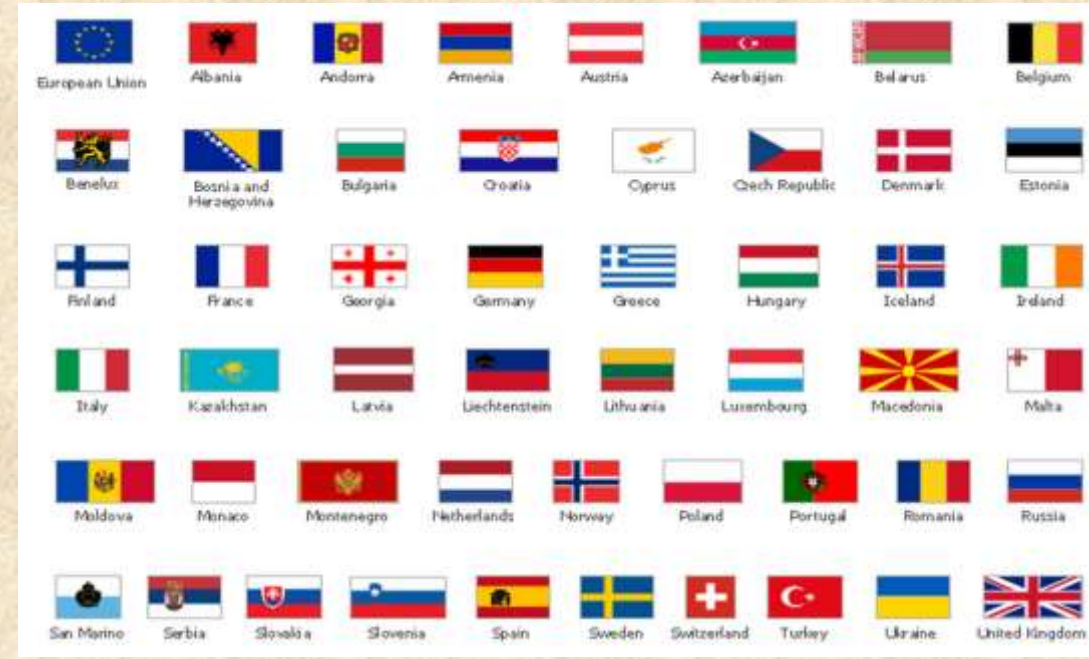 European Union Albania Andorra Armenia Austria Azerbaijan Belarus Belgium
Benelux Bosnia and Herzegovina Bulgaria Croatia Cyprus Czech Republic Denmark Estonia
Finland France Georgia Germany Greece Hungary Iceland Ireland
Italy Kazakhstan Latvia Liechtenstein Lithuania Luxembourg Macedonia Malta
Moldova Monaco Montenegro Netherlands Norway Poland Portugal Romania Russia
San Marino Serbia Slovakia Slovenia Spain Sweden Switzerland Turkey Ukraine United Kingdom